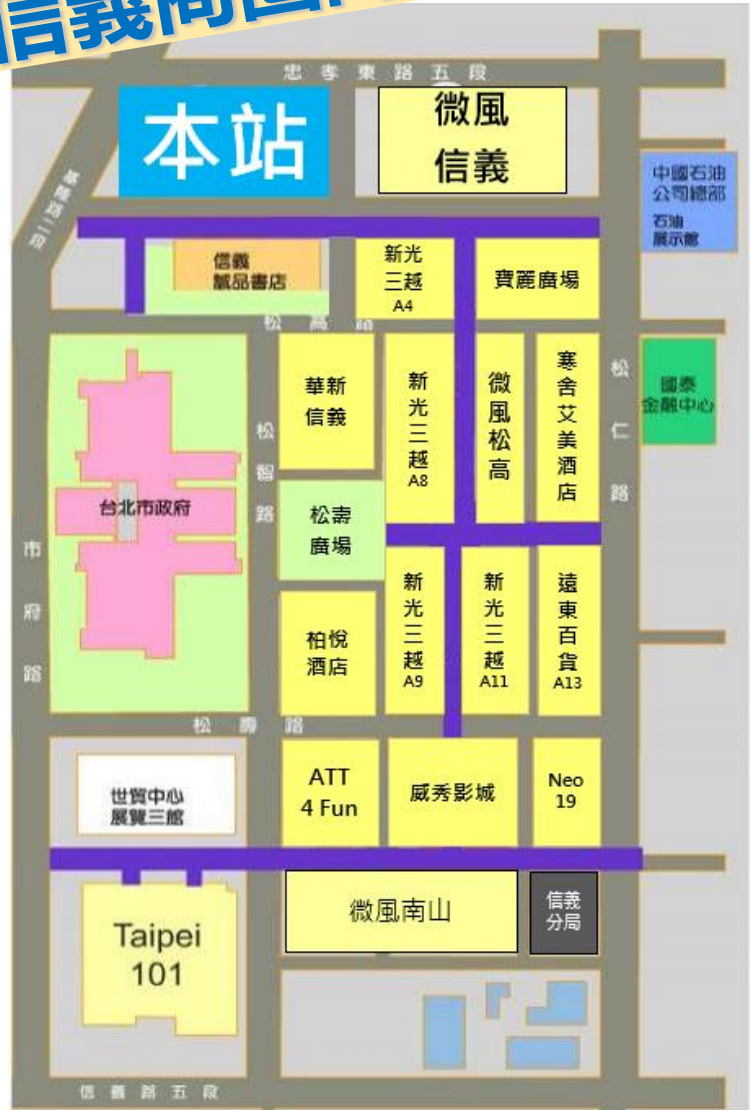 信義商圈
忠孝東路五段
本站
微風
信義
中國石油
公司總部
石油
展示館
基隆路二段
信義
誠品書店
新光
三越
A4
寶麗廣場
松高路
華新
信義
新光三越
A8
微風松高
寒舍艾美酒店
松仁路
國泰
金融中心
松智路
台北市政府
松壽
廣場
市府路
柏悅
酒店
新光三越
A9
新光三越
A11
遠東百貨
A13
松壽路
世貿中心
展覽三館
ATT
4 Fun
威秀影城
Neo
19
微風南山
信義
分局
Taipei
101
信義路五段